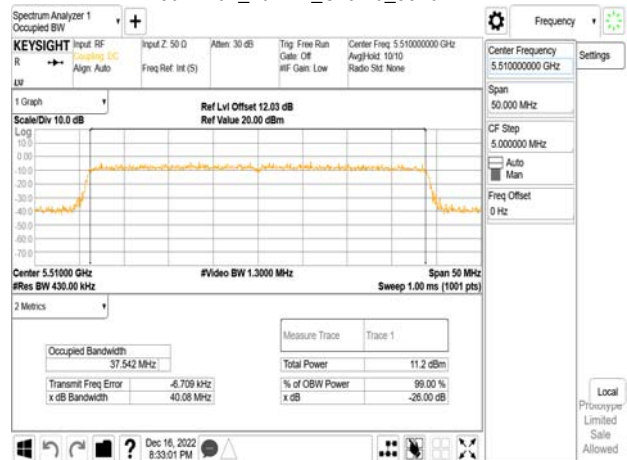 Spectrum Analyzer 1
Occupied BW
Frequency
KEYSIGHT
R
Input: RF
Coupling: DC
Align: Auto
Input Z: 50 Ω
Freq Ref: Int (S)
Atten: 30 dB
Trig: Free Run
Gate: Off
#IF Gain: Low
Center Freq: 5.510000000 GHz
Avg|Hold: 10/10
Radio Std: None
Center Frequency
5.510000000 GHz
Settings
Span
50.000 MHz
CF Step
5.000000 MHz
Auto
Man
Freq Offset
0 Hz
1 Graph
Scale/Div 10.0 dB
Ref Lvl Offset 12.03 dB
Ref Value 20.00 dBm
Log
10.0
0.00
-10.0
-20.0
-30.0
-40.0
-50.0
-60.0
-70.0
Center 5.51000 GHz
#Res BW 430.00 kHz
#Video BW 1.3000 MHz
Span 50 MHz
Sweep 1.00 ms (1001 pts)
2 Metrics
Measure Trace
Trace 1
Occupied Bandwidth
37.542 MHz
Total Power
11.2 dBm
Transmit Freq Error
-6.709 kHz
% of OBW Power
99.00 %
x dB Bandwidth
40.08 MHz
x dB
-26.00 dB
Local
Prototype
Limited
Sale
Allowed
?
Dec 16, 2022
8:33:01 PM